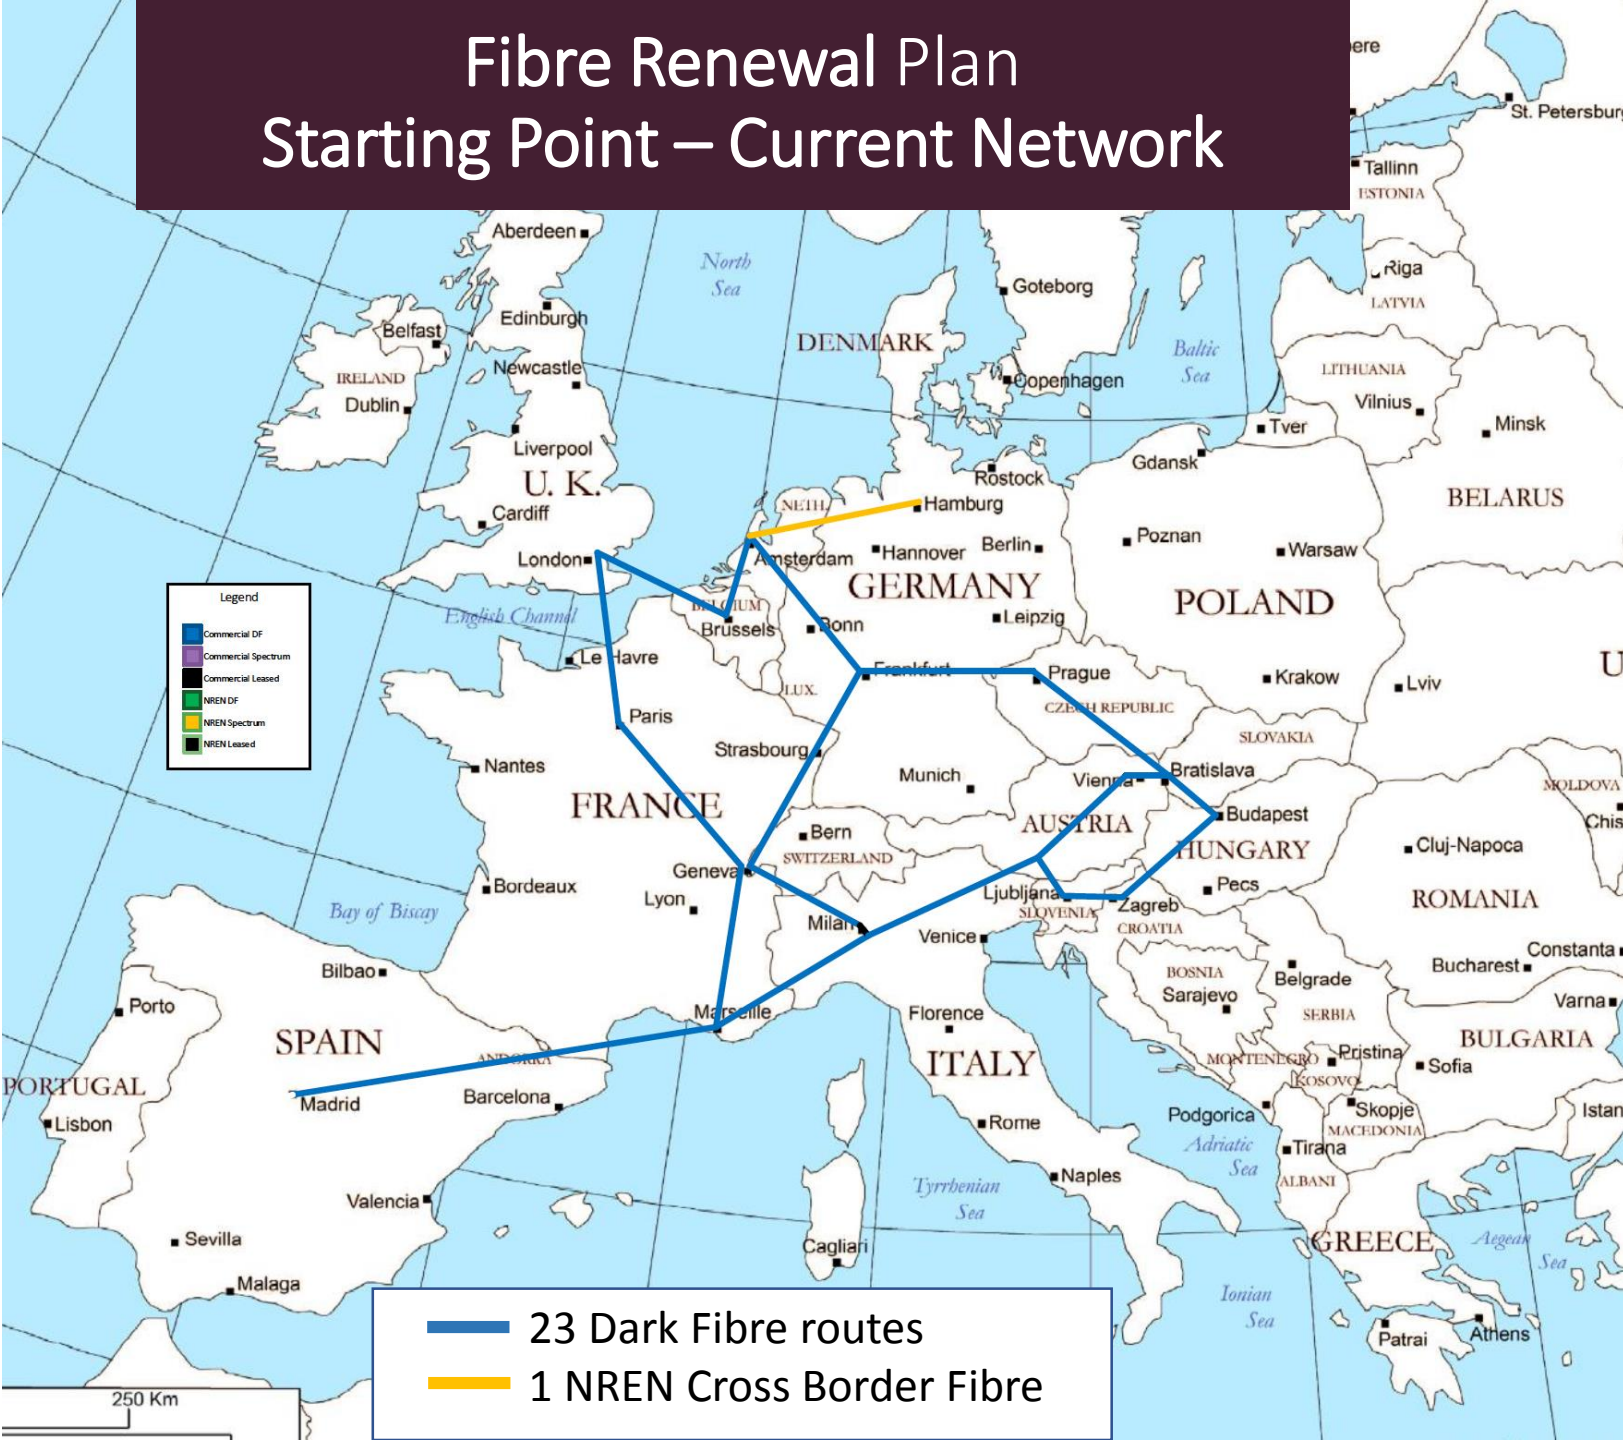 Fibre Renewal Plan
Starting Point – Current Network
ere
St. Petersbur
Tallinn
ESTONIA
Aberdeen
North
Sea
Riga
Goteborg
LATVIA
Edinburgh
Belfast
DENMARK
Baltic
Sea
Newcastle
IRELAND
Copenhagen
LITHUANIA
Dublin
Vilnius
Tver
Minsk
Liverpool
Gdansk
U. K.
Rostock
NETH.
Hamburg
BELARUS
Cardiff
Poznan
London
Amsterdam
Hannover
Berlin
Warsaw
GERMANY
POLAND
Legend
BELGIUM
English Channel
Leipzig
Brussels
Bonn
Commercial DF
Commercial Spectrum
Commercial Leased
NREN DF
NREN Spectrum
NREN Leased
Le Havre
Frankfurt
Prague
Krakow
Lviv
U
LUX.
CZECH REPUBLIC
Paris
SLOVAKIA
Strasbourg
Nantes
Munich
Vienna
Bratislava
MOLDOVA
FRANCE
Budapest
Chis
Bern
AUSTRIA
HUNGARY
Cluj-Napoca
SWITZERLAND
Geneva
Bordeaux
Lyon
Ljubljana
Pecs
ROMANIA
Bay of Biscay
SLOVENIA
Zagreb
Milan
Venice
CROATIA
Constanta
Bilbao
BOSNIA
Sarajevo
Belgrade
Bucharest
Porto
Marseille
Florence
SERBIA
Varna
SPAIN
BULGARIA
ANDORRA
ITALY
MONTENEGRO
Pristina
Sofia
PORTUGAL
KOSOVO
Madrid
Barcelona
Podgorica
Skopje
Istan
Lisbon
Rome
MACEDONIA
Adriatic
Sea
Tirana
Naples
ALBANI
Valencia
Tyrrhenian
Sea
Sevilla
Cagliari
GREECE
Aegean
Sea
Malaga
Ionian
Sea
23 Dark Fibre routes
Patrai
Athens
1 NREN Cross Border Fibre
250 Km